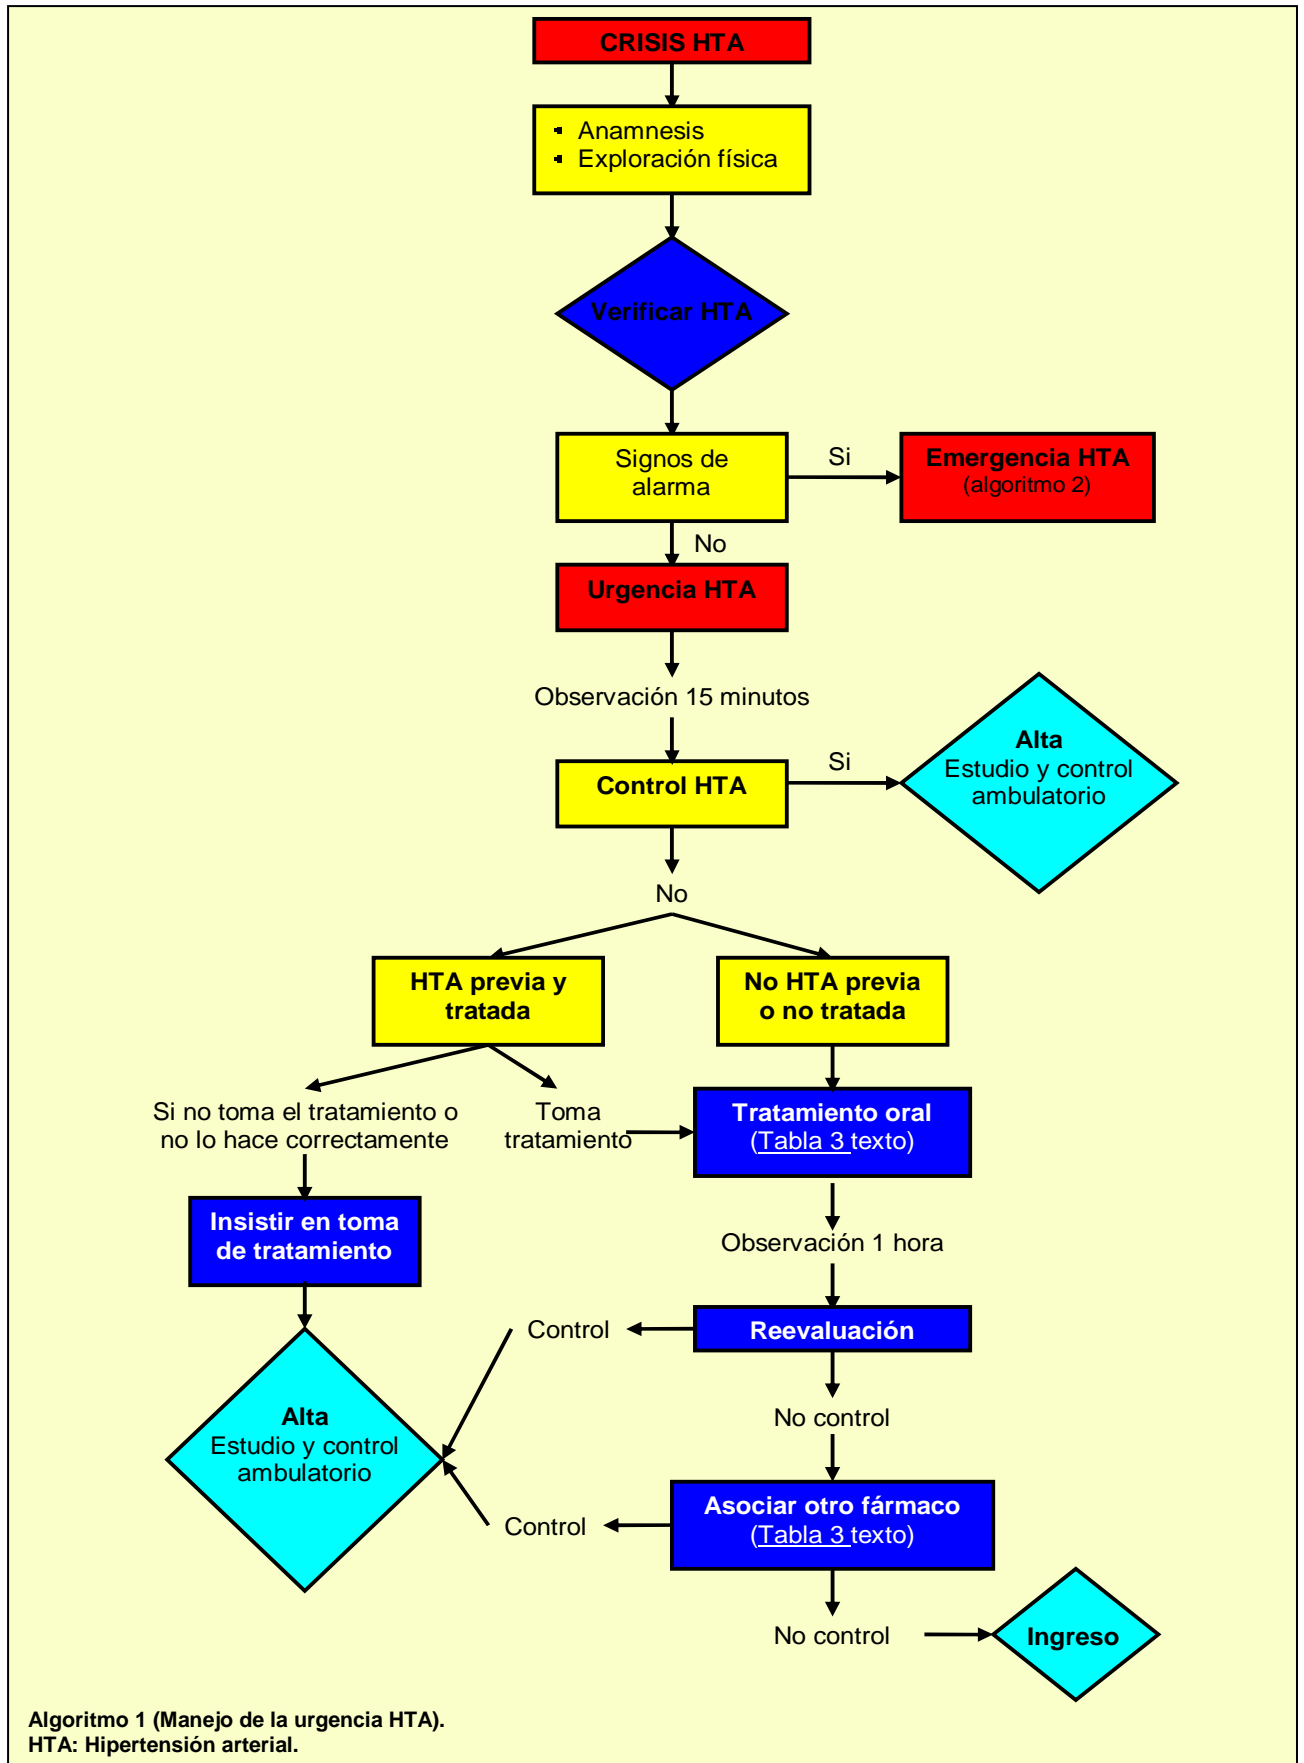 CRISIS HTA
▪ Anamnesis
▪ Exploración física
Verificar HTA
Signos de
alarma
Si
Emergencia HTA
(algoritmo 2)
No
Urgencia HTA
Observación 15 minutos
Control HTA
Si
Alta
Estudio y control
ambulatorio
No
HTA previa y
tratada
No HTA previa
o no tratada
Si no toma el tratamiento o
no lo hace correctamente
Toma
tratamiento
Tratamiento oral
(Tabla 3 texto)
Insistir en toma
de tratamiento
Observación 1 hora
Control
Reevaluación
No control
Alta
Estudio y control
ambulatorio
Control
Asociar otro fármaco
(Tabla 3 texto)
No control
Ingreso
Algoritmo 1 (Manejo de la urgencia HTA).
HTA: Hipertensión arterial.